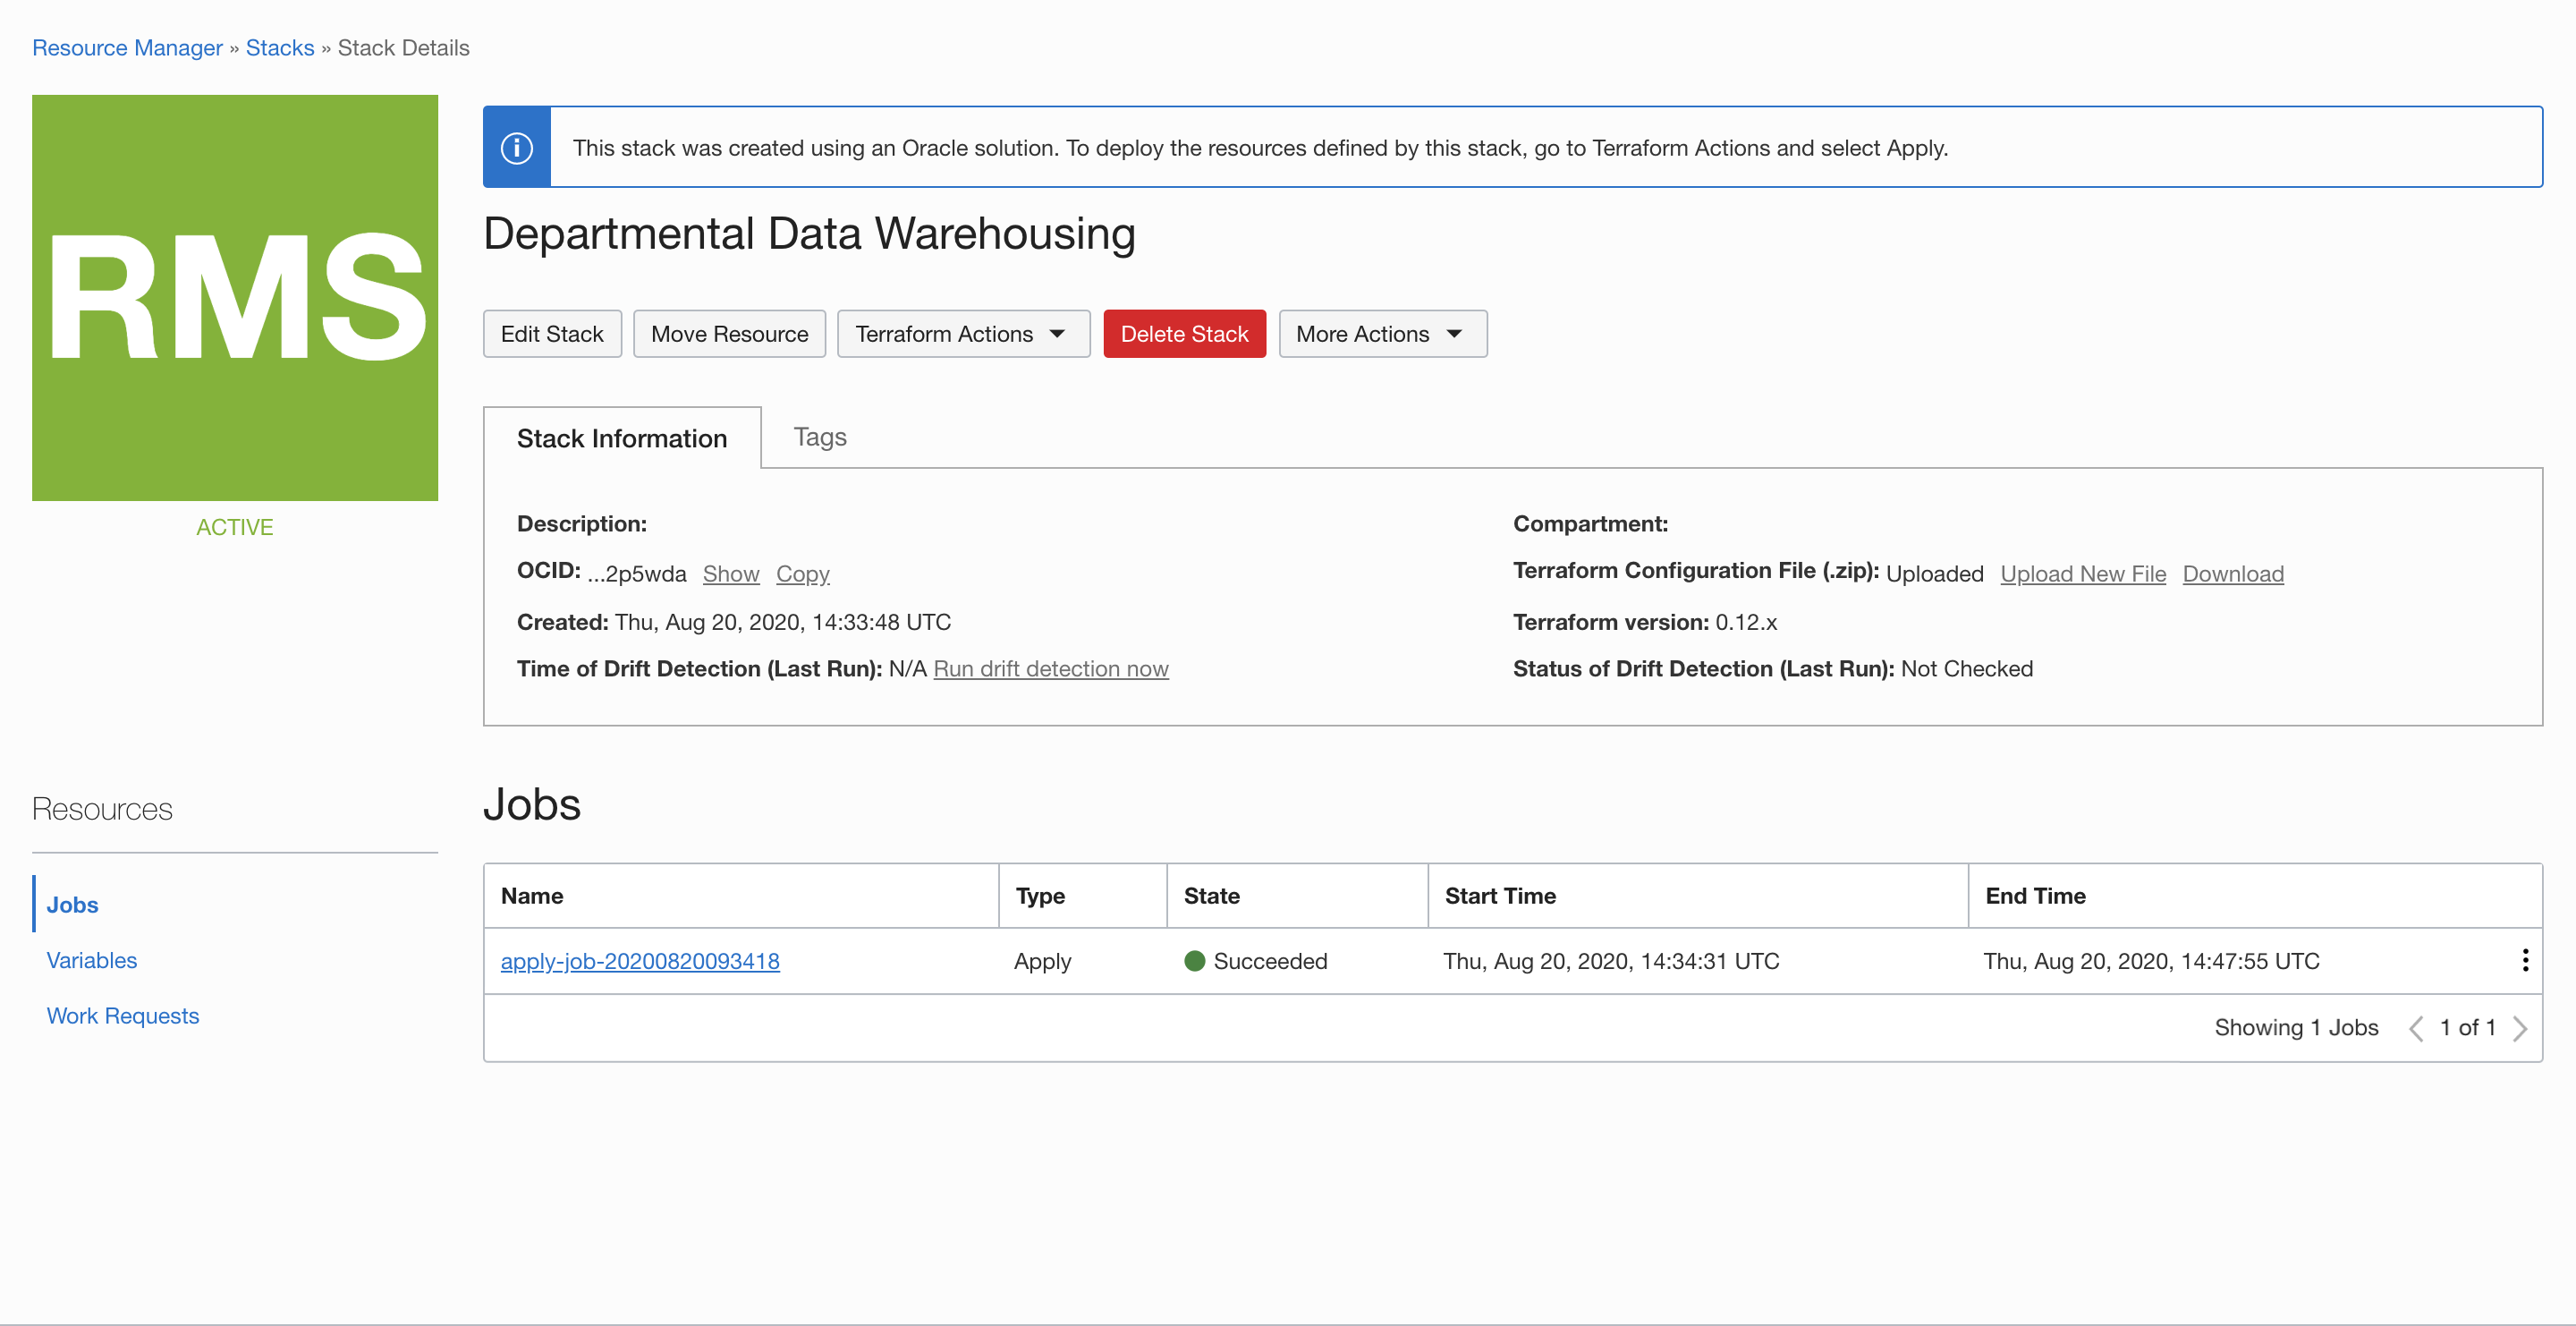 Resource Manager » Stacks » Stack Details
RMS
ACTIVE
This stack was created using an Oracle solution. To deploy the resources defined by this stack, go to Terraform Actions and select Apply.
Departmental Data Warehousing
Edit Stack Move Resource Terraform Actions Delete Stack More Actions
Stack Information Tags
Description:
OCID: ...2p5wda Show Copy
Created: Thu, Aug 20, 2020, 14:33:48 UTC
Time of Drift Detection (Last Run): N/A Run drift detection now
Compartment:
Terraform Configuration File (.zip): Uploaded Upload New File Download
Terraform version: 0.12.x
Status of Drift Detection (Last Run): Not Checked
Resources
Jobs
Variables
Work Requests
Jobs
Name Type State Start Time End Time
apply-job-20200820093418 Apply Succeeded Thu, Aug 20, 2020, 14:34:31 UTC Thu, Aug 20, 2020, 14:47:55 UTC
Showing 1 Jobs 1 of 1